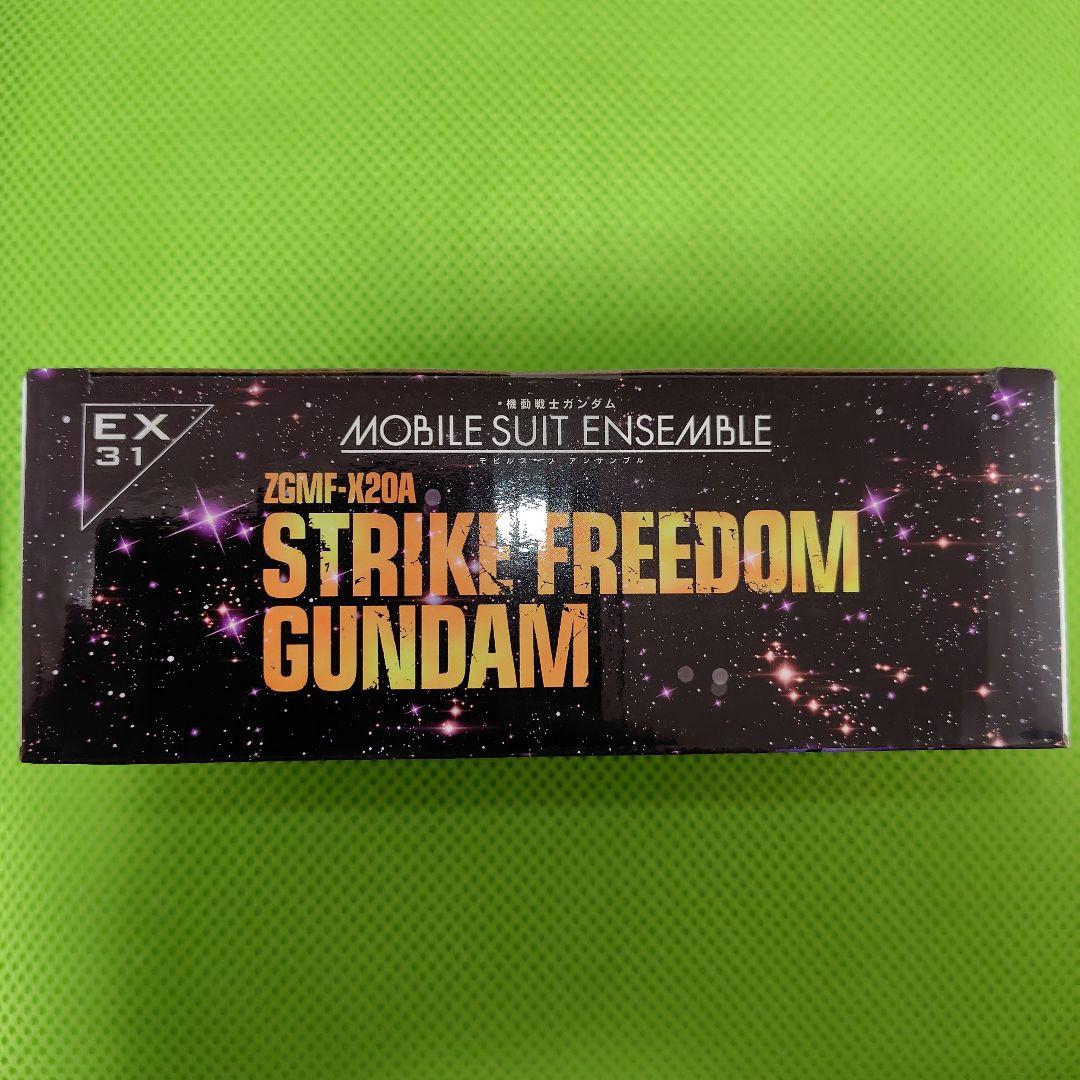 EX
31
機動戦士ガンダム
MOBILE SUIT ENSEMBLE
モビルスーツ アンサンブル
ZGMF-X20A
STRIKE FREEDOM
GUNDAM